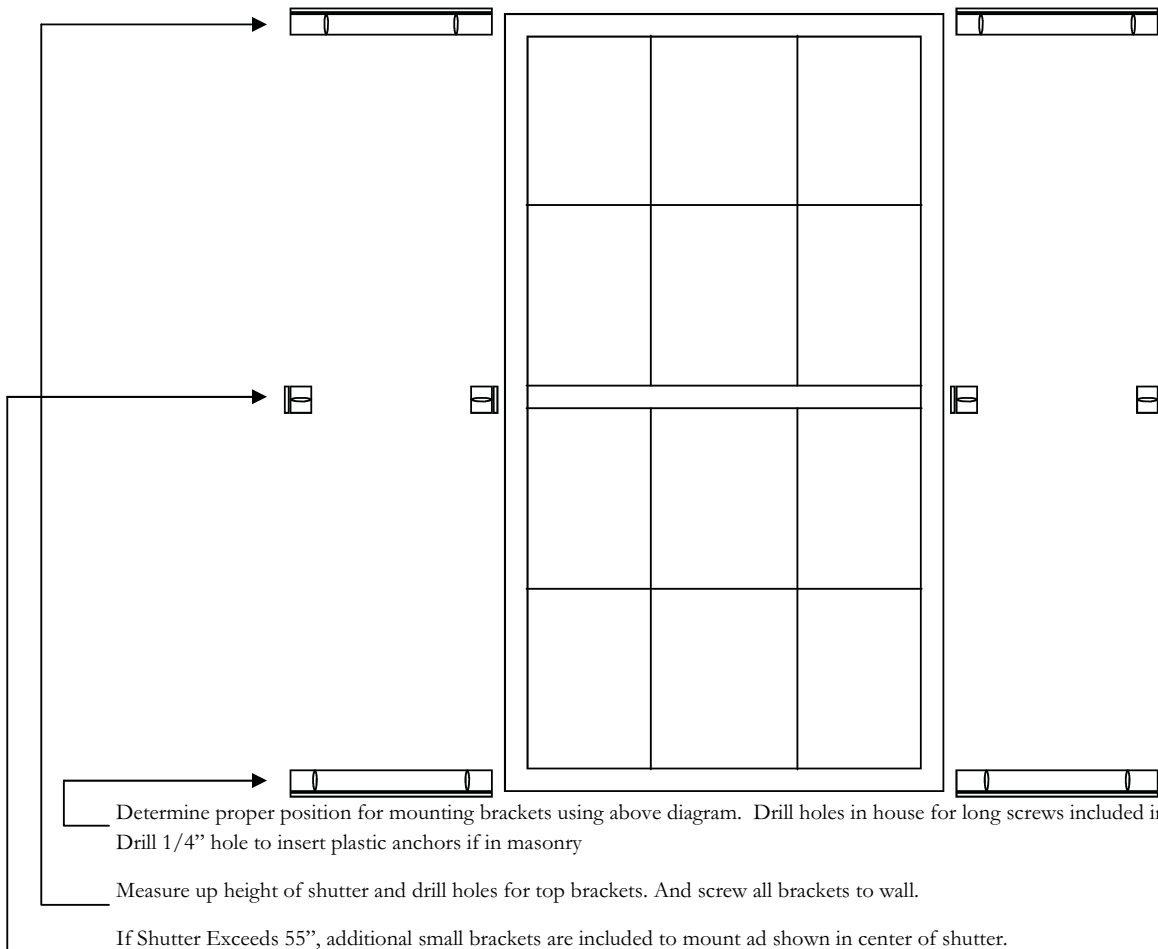 Determine proper position for mounting brackets using above diagram.  Drill holes in house for long screws included in
Drill 1/4” hole to insert plastic anchors if in masonry
Measure up height of shutter and drill holes for top brackets. And screw all brackets to wall.
If Shutter Exceeds 55”, additional small brackets are included to mount ad shown in center of shutter.